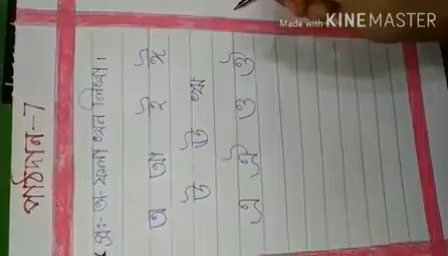 পাঠদান-7
প্রঃ-
অ আ ই ঈ
উ ঊ ঋ
এ ঐ ও ঔ
Made with KINEMASTER